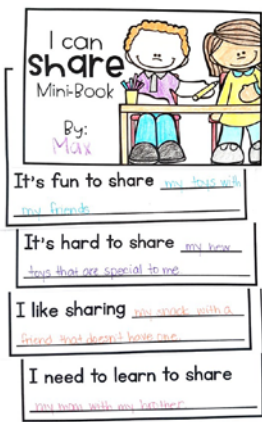 I can
share
Mini-Book
By:
Max
It's fun to share my toys with
my friends
It's hard to share my new
toys that are special to me
I like sharing my snack with a
friend that doesn't have one.
I need to learn to share
my mom with my brother.